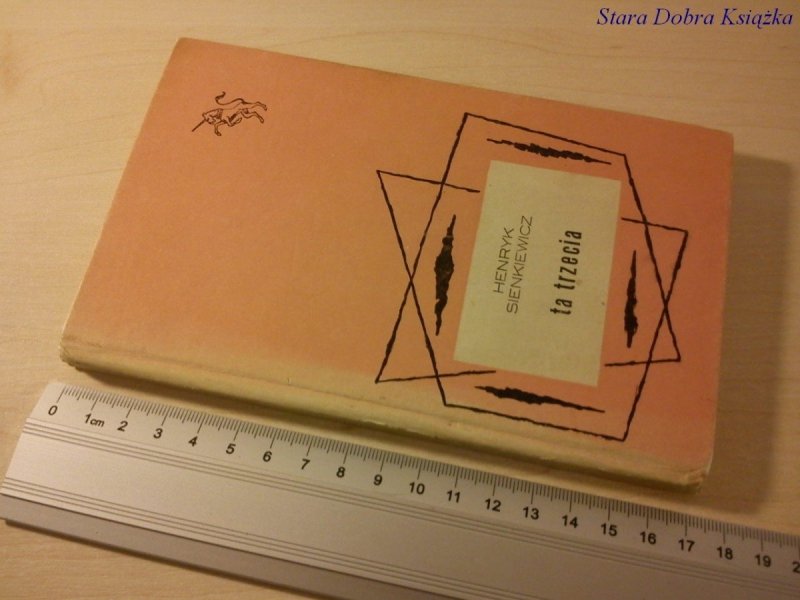 Stara Dobra Książka
HENRYK
SIENKIEWICZ
ta trzecia
0 1cm 2 3 4 5 6 7 8 9 10 11 12 13 14 15 16 17 18 19 2